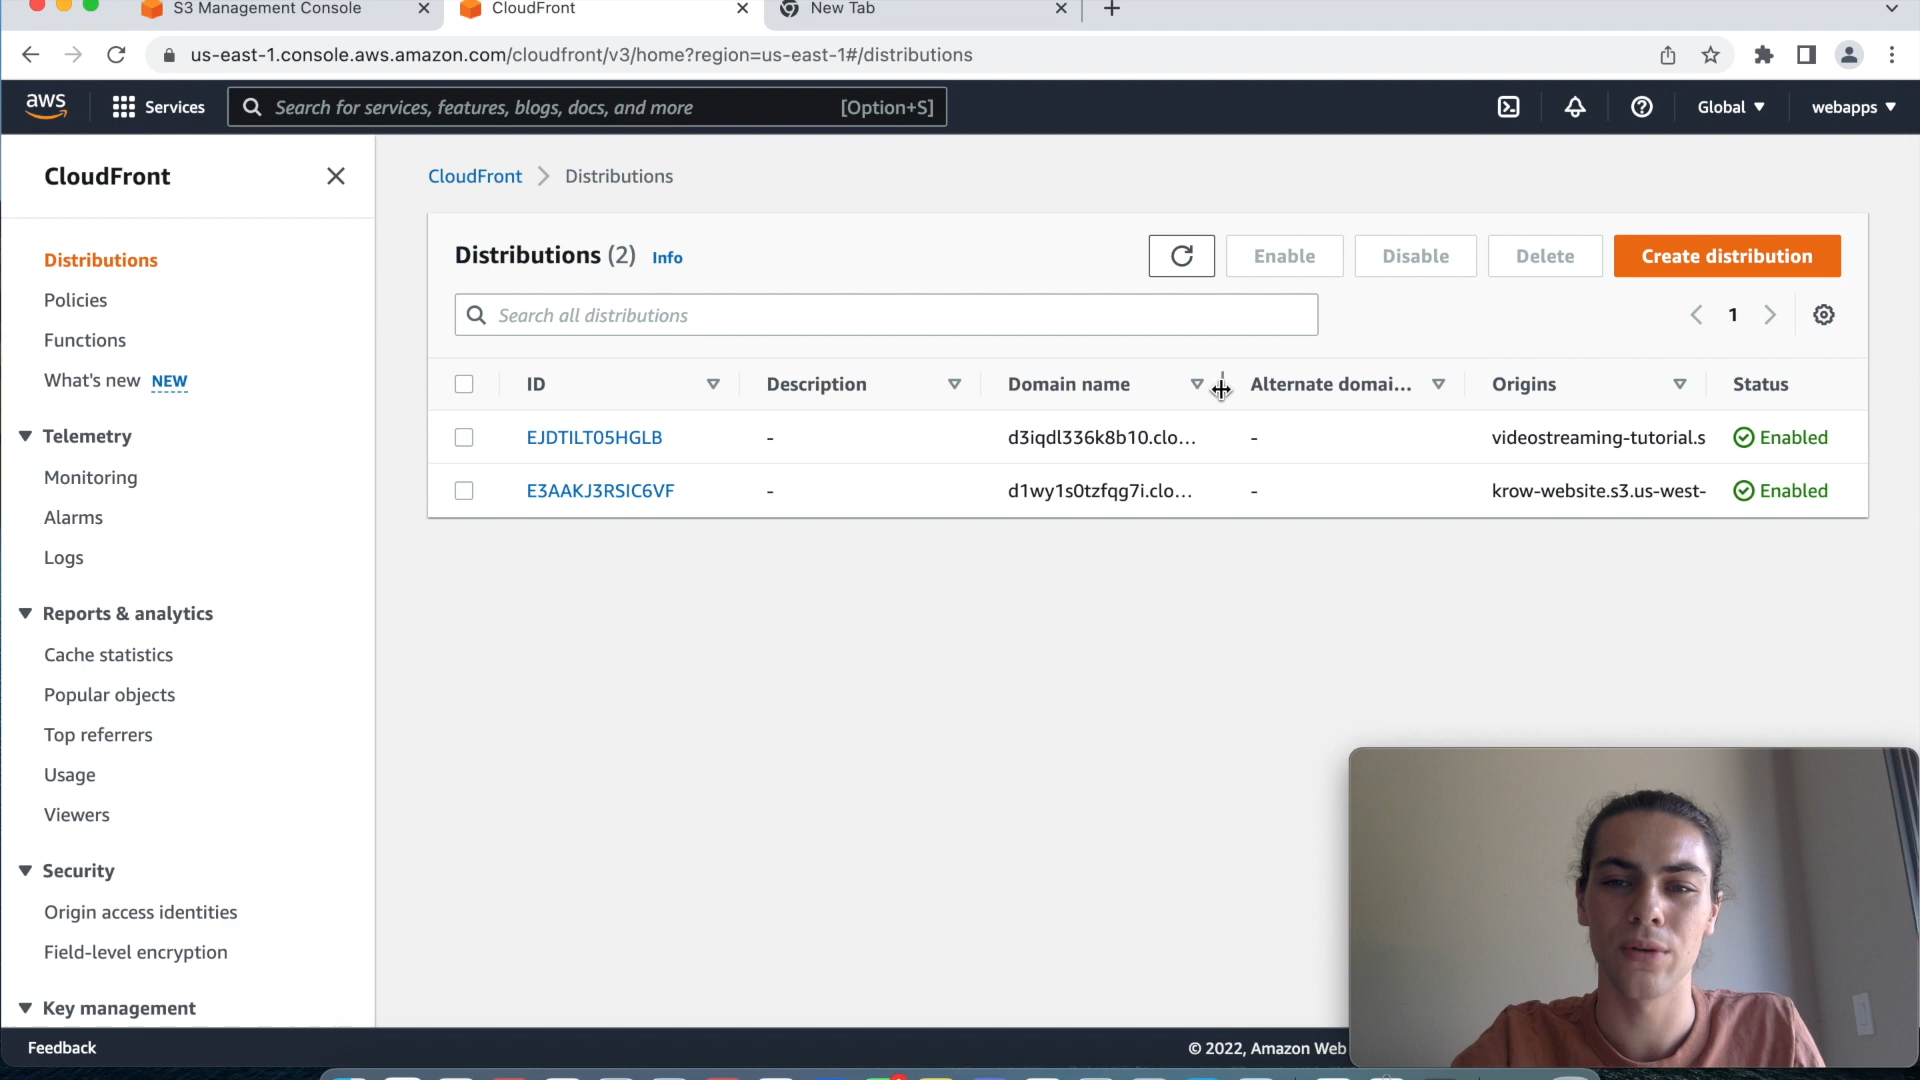 S3 Management Console
CloudFront
New Tab
us-east-1.console.aws.amazon.com/cloudfront/v3/home?region=us-east-1#/distributions
aws
Services
Search for services, features, blogs, docs, and more
[Option+S]
Global
webapps
CloudFront
Distributions
Policies
Functions
What's new NEW
Telemetry
Monitoring
Alarms
Logs
Reports & analytics
Cache statistics
Popular objects
Top referrers
Usage
Viewers
Security
Origin access identities
Field-level encryption
Key management
CloudFront
Distributions
Distributions (2) Info
Enable
Disable
Delete
Create distribution
Search all distributions
1
ID
Description
Domain name
Alternate domai...
Origins
Status
EJDTILT05HGLB - d3iqdl336k8b10.clo... - videostreaming-tutorial.s Enabled
E3AAKJ3RSIC6VF - d1wy1s0tzfqg7i.clo... - krow-website.s3.us-west- Enabled
Feedback
© 2022, Amazon Web